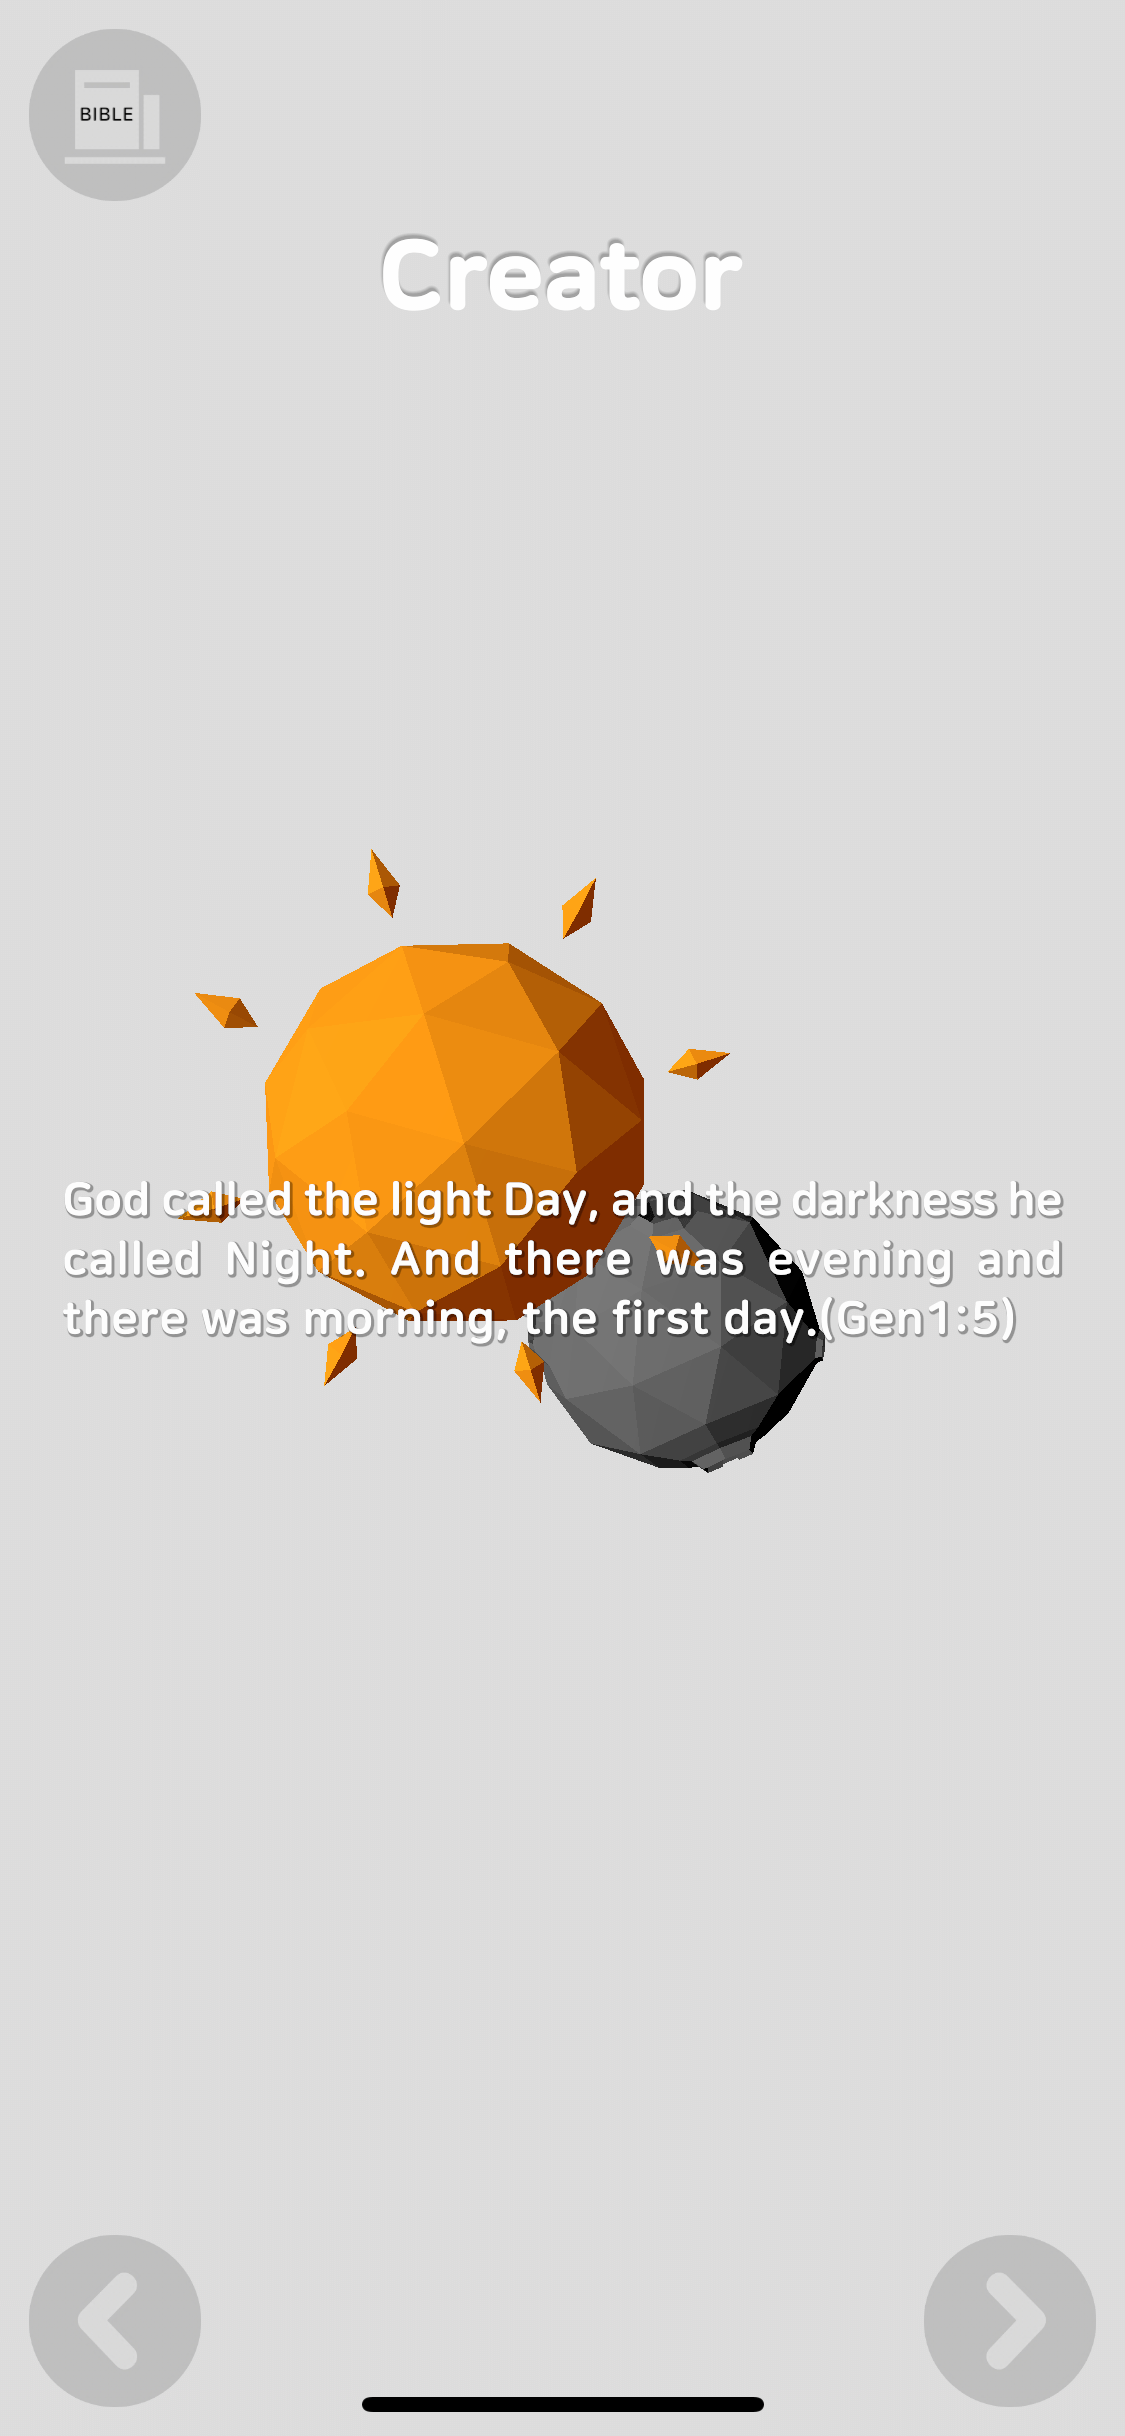 BIBLE
Creator
God called the light Day, and the darkness he
called Night. And there was evening and
there was morning, the first day.(Gen1:5)